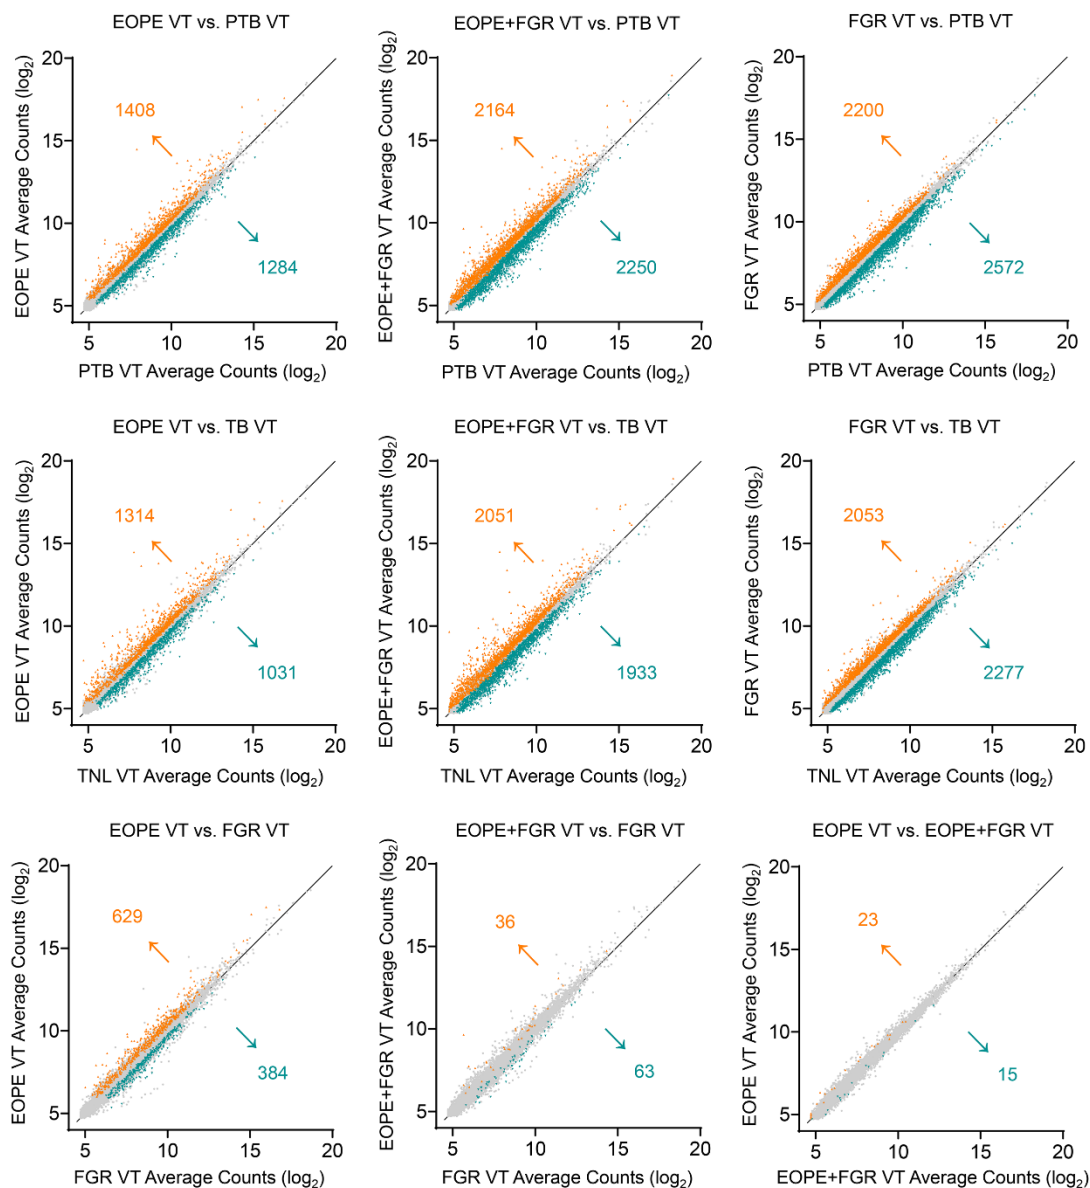 EOPE VT vs. PTB VT
EOPE VT Average Counts (log₂)
20
15
10
5
1408
1284
5 10 15 20
PTB VT Average Counts (log₂)
EOPE+FGR VT vs. PTB VT
EOPE+FGR VT Average Counts (log₂)
20
15
10
5
2164
2250
5 10 15 20
PTB VT Average Counts (log₂)
FGR VT vs. PTB VT
FGR VT Average Counts (log₂)
20
15
10
5
2200
2572
5 10 15 20
PTB VT Average Counts (log₂)
EOPE VT vs. TB VT
EOPE VT Average Counts (log₂)
20
15
10
5
1314
1031
5 10 15 20
TNL VT Average Counts (log₂)
EOPE+FGR VT vs. TB VT
EOPE+FGR VT Average Counts (log₂)
20
15
10
5
2051
1933
5 10 15 20
TNL VT Average Counts (log₂)
FGR VT vs. TB VT
FGR VT Average Counts (log₂)
20
15
10
5
2053
2277
5 10 15 20
TNL VT Average Counts (log₂)
EOPE VT vs. FGR VT
EOPE VT Average Counts (log₂)
20
15
10
5
629
384
5 10 15 20
FGR VT Average Counts (log₂)
EOPE+FGR VT vs. FGR VT
EOPE+FGR VT Average Counts (log₂)
20
15
10
5
36
63
5 10 15 20
FGR VT Average Counts (log₂)
EOPE VT vs. EOPE+FGR VT
EOPE VT Average Counts (log₂)
20
15
10
5
23
15
5 10 15 20
EOPE+FGR VT Average Counts (log₂)